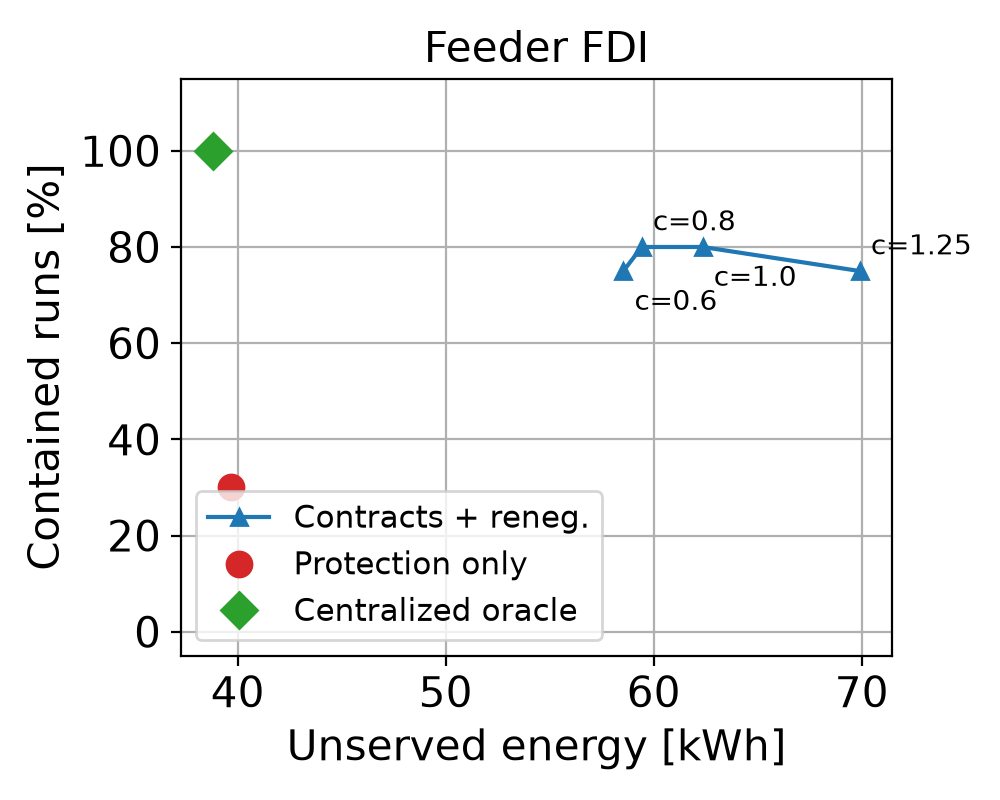 Feeder FDI
Contained runs [%]
100
80
60
40
20
0
c=0.8
c=1.25
c=1.0
c=0.6
Contracts + reneg.
Protection only
Centralized oracle
40 50 60 70
Unserved energy [kWh]